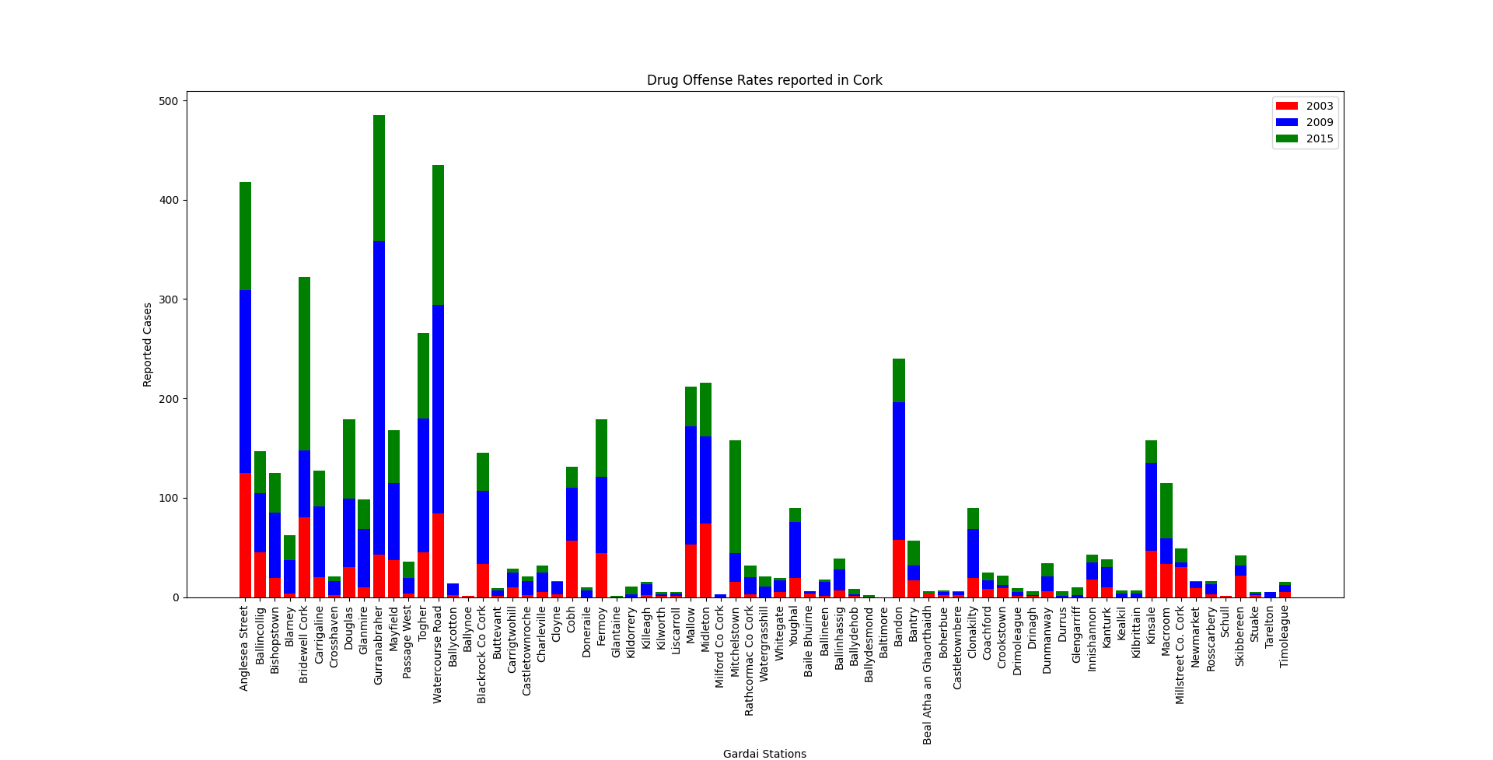 Drug Offense Rates reported in Cork
500
400
300
200
100
0
Reported Cases
2003
2009
2015
Anglesea Street
Ballincollig
Bishopstown
Blarney
Bridewell Cork
Carrigaline
Crosshaven
Douglas
Glanmire
Gurranabraher
Mayfield
Passage West
Togher
Watercourse Road
Ballycotton
Ballynoe
Blackrock Co Cork
Buttevant
Carrigtwohill
Castletownroche
Charleville
Cloyne
Cobh
Doneraile
Fermoy
Glantaine
Kildorrery
Killeagh
Kilworth
Liscarroll
Mallow
Midleton
Milford Co Cork
Mitchelstown
Rathcormac Co Cork
Watergrasshill
Whitegate
Youghal
Baile Bhuirne
Ballineen
Ballinhassig
Ballydehob
Ballydesmond
Baltimore
Bandon
Bantry
Beal Atha an Ghaorthaidh
Boherbue
Castletownbere
Clonakilty
Coachford
Crookstown
Drimoleague
Drinagh
Dunmanway
Durrus
Glengarriff
Innishannon
Kanturk
Kealkil
Kilbrittain
Kinsale
Macroom
Millstreet Co. Cork
Newmarket
Rosscarbery
Schull
Skibbereen
Stuake
Tarelton
Timoleague
Gardai Stations